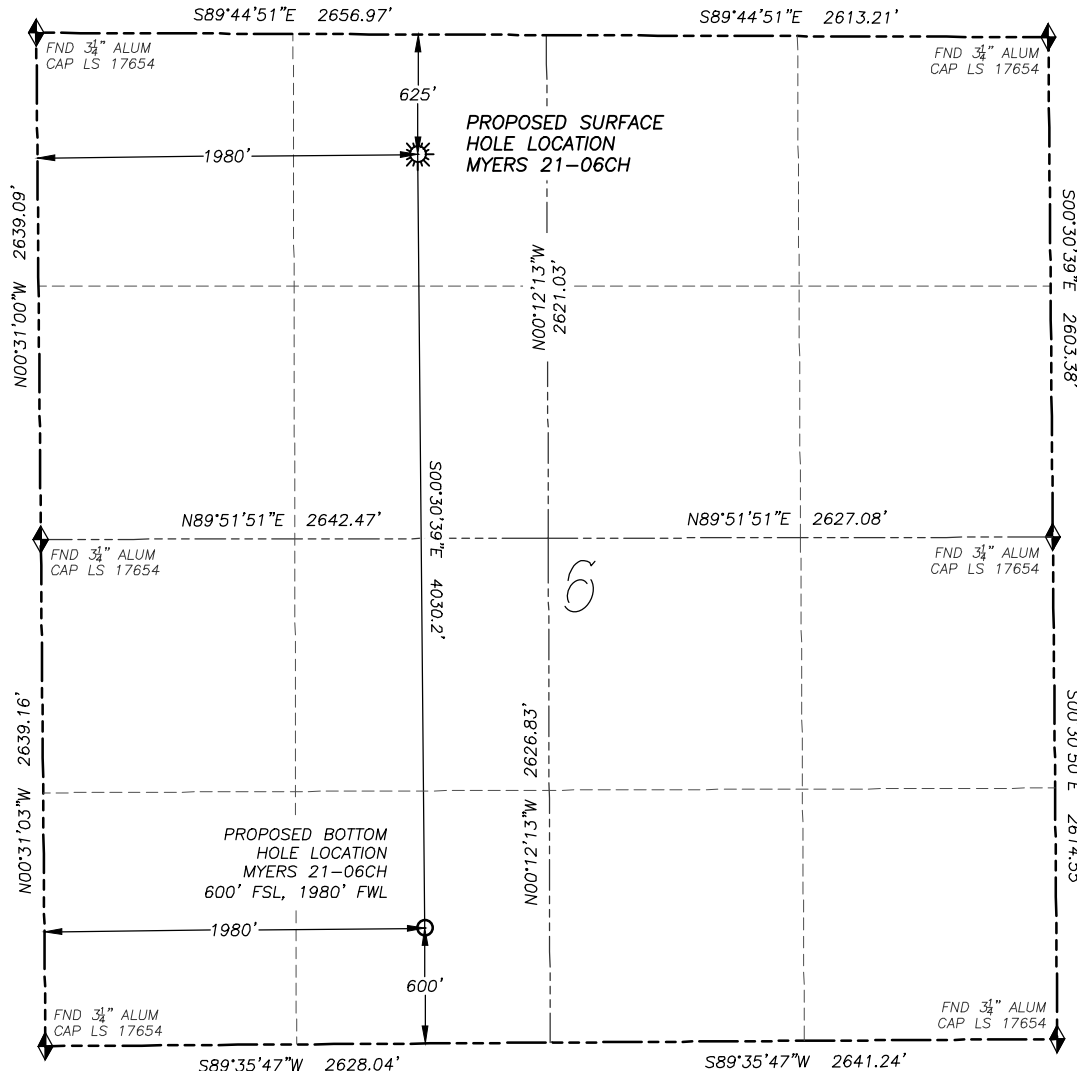 S89°44'51"E 2656.97'
S89°44'51"E 2613.21'
FND 3¼" ALUM
CAP LS 17654
FND 3¼" ALUM
CAP LS 17654
625'
PROPOSED SURFACE
HOLE LOCATION
MYERS 21-06CH
1980'
N00°31'00"W 2639.09'
N00°12'13"W
2621.03'
S00°30'39"E 2603.38'
S00°30'39"E 4030.2'
N89°51'51"E 2642.47'
N89°51'51"E 2627.08'
FND 3¼" ALUM
CAP LS 17654
FND 3¼" ALUM
CAP LS 17654
6
N00°31'03"W 2639.16'
N00°12'13"W 2626.83'
S00°30'50"E 2614.55'
PROPOSED BOTTOM
HOLE LOCATION
MYERS 21-06CH
600' FSL, 1980' FWL
1980'
600'
FND 3¼" ALUM
CAP LS 17654
FND 3¼" ALUM
CAP LS 17654
S89°35'47"W 2628.04'
S89°35'47"W 2641.24'